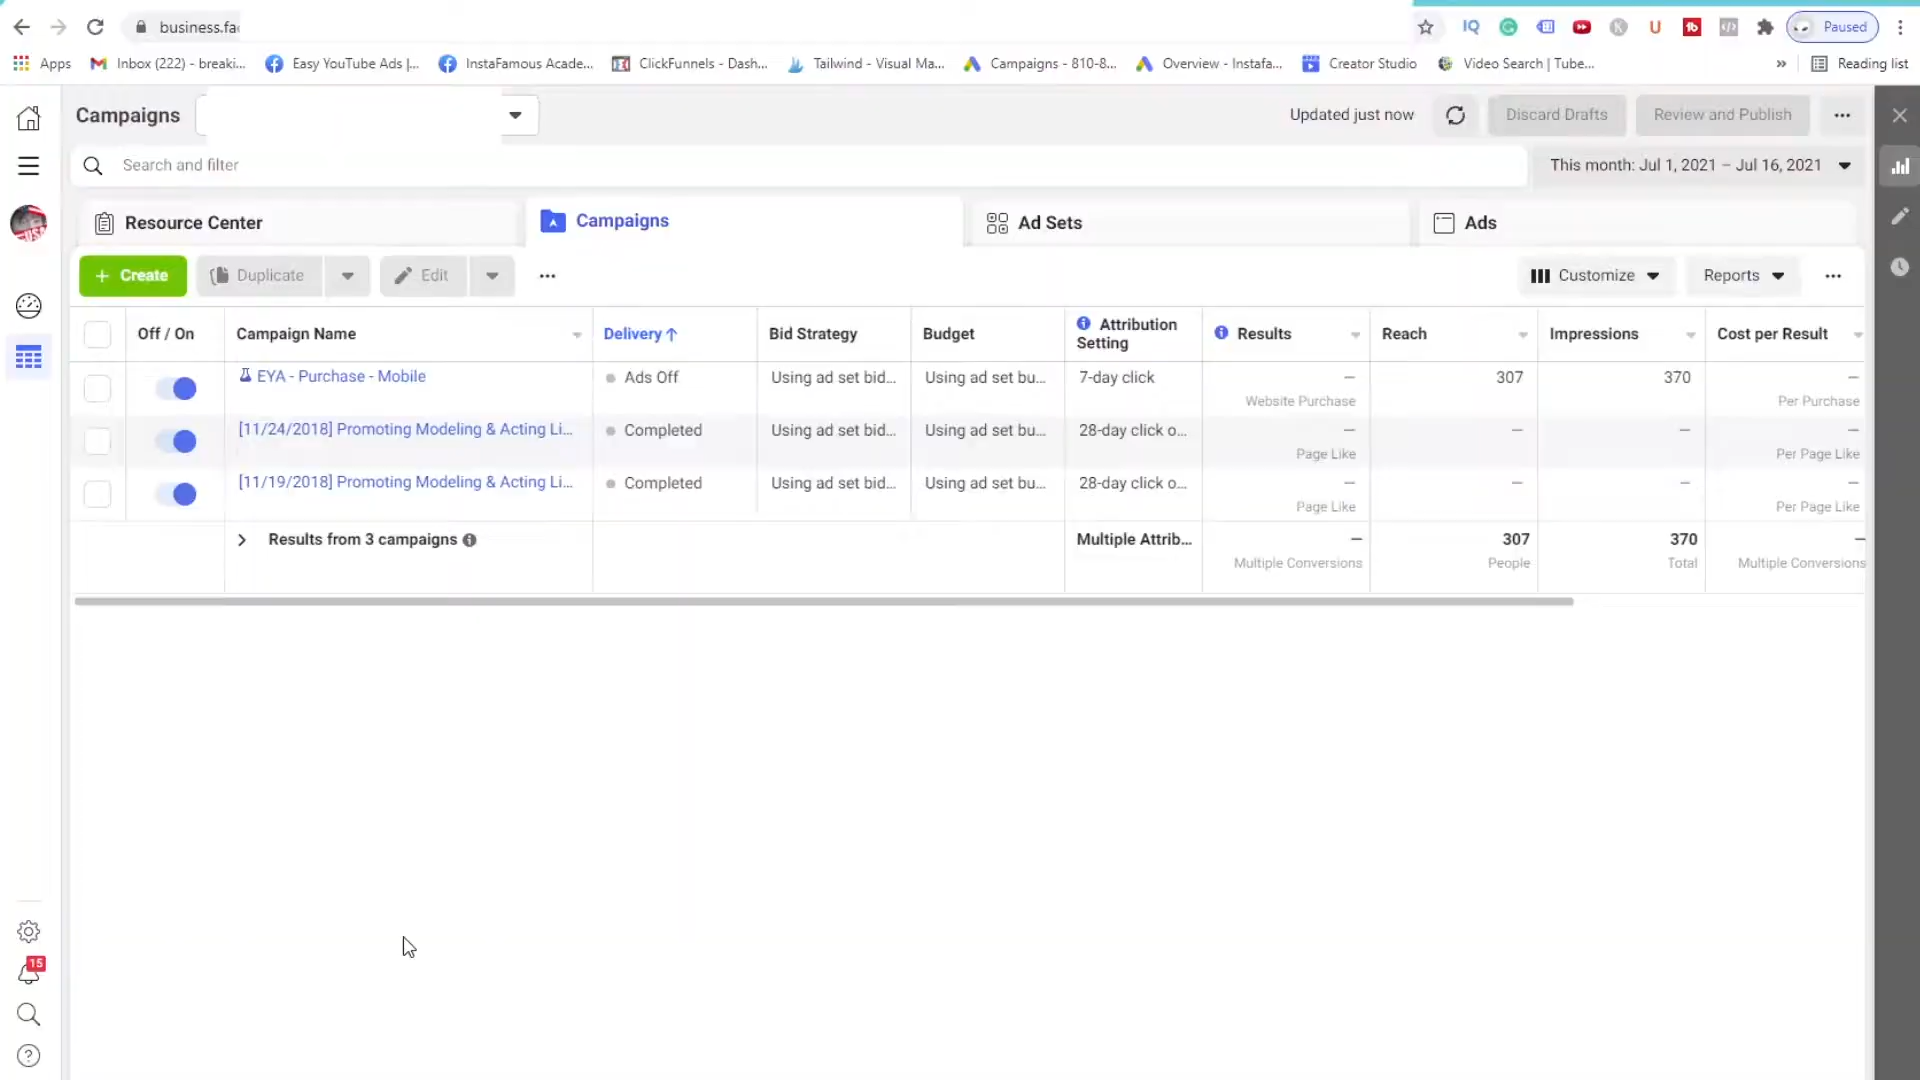 business.fac
IQ
U
Paused
Apps
Inbox (222) - breaki...
Easy YouTube Ads |...
InstaFamous Acade...
ClickFunnels - Dash...
Tailwind - Visual Ma...
Campaigns - 810-8...
Overview - Instafa...
Creator Studio
Video Search | Tube...
»
Reading list
Campaigns
Updated just now
Discard Drafts
Review and Publish
Search and filter
This month: Jul 1, 2021 – Jul 16, 2021
Resource Center
Campaigns
Ad Sets
Ads
+ Create
Duplicate
Edit
Customize
Reports
Off / On
Campaign Name
Delivery ↑
Bid Strategy
Budget
Attribution
Setting
Results
Reach
Impressions
Cost per Result
EYA - Purchase - Mobile
Ads Off
Using ad set bid...
Using ad set bu...
7-day click
—
307
370
—
Website Purchase
Per Purchase
[11/24/2018] Promoting Modeling & Acting Li...
Completed
Using ad set bid...
Using ad set bu...
28-day click o...
—
—
—
—
Page Like
Per Page Like
[11/19/2018] Promoting Modeling & Acting Li...
Completed
Using ad set bid...
Using ad set bu...
28-day click o...
—
—
—
—
Page Like
Per Page Like
Results from 3 campaigns
Multiple Attrib...
—
307
370
—
Multiple Conversions
People
Total
Multiple Conversions
15